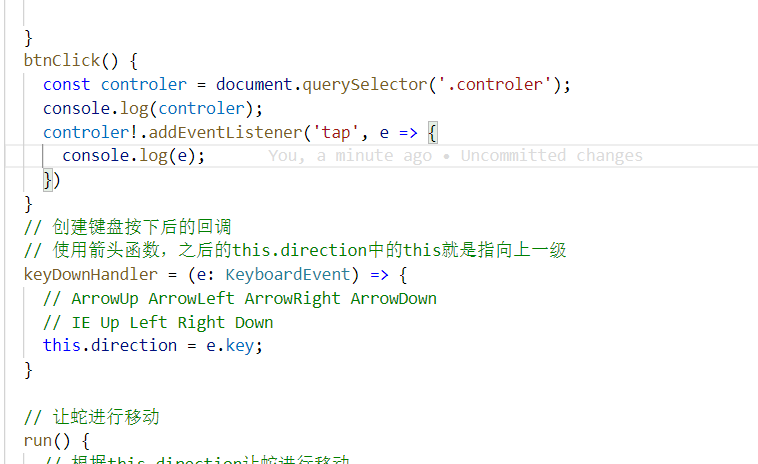 }
btnClick() {
const controler = document.querySelector('.controler');
console.log(controler);
controler!.addEventListener('tap', e => {
console.log(e); You, a minute ago • Uncommitted changes
})
}
// 创建键盘按下后的回调
// 使用箭头函数，之后的this.direction中的this就是指向上一级
keyDownHandler = (e: KeyboardEvent) => {
// ArrowUp ArrowLeft ArrowRight ArrowDown
// IE Up Left Right Down
this.direction = e.key;
}
// 让蛇进行移动
run() {
// 根据this.direction让蛇进行移动